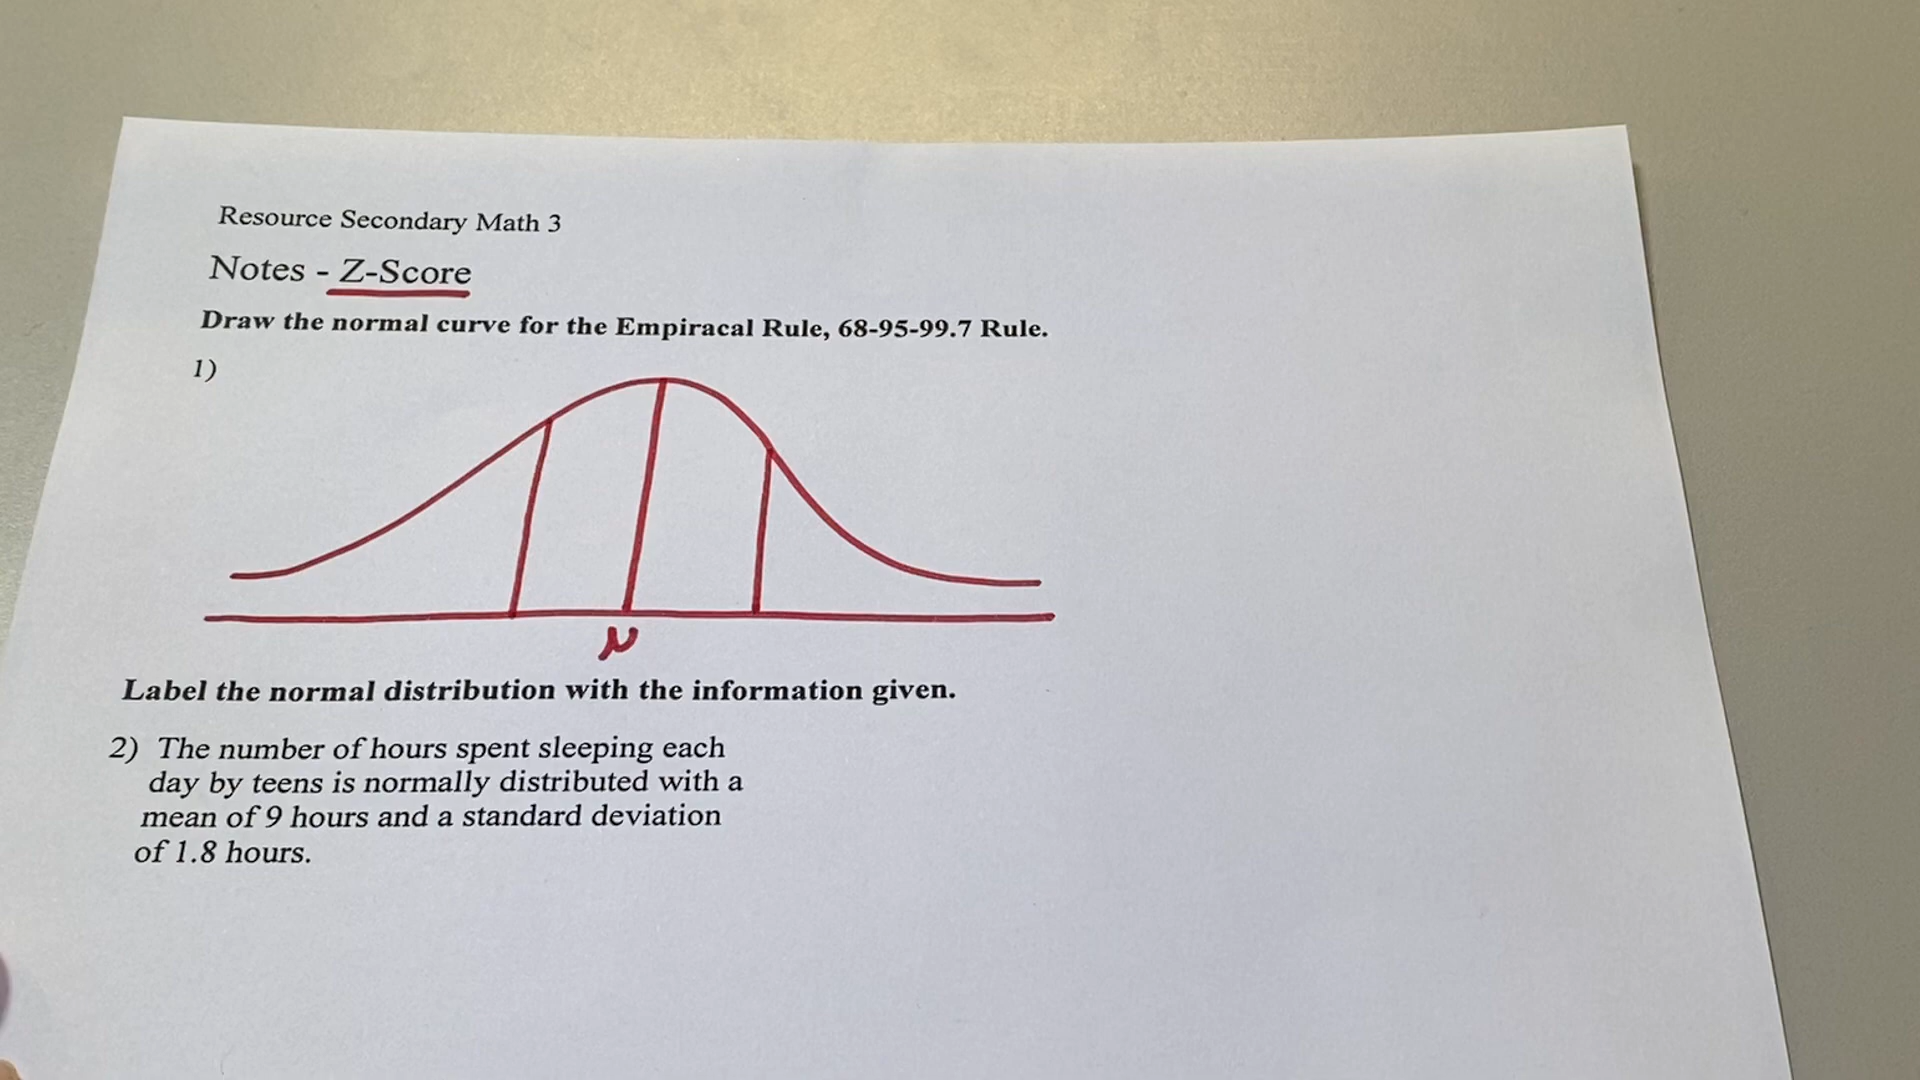 Resource Secondary Math 3
Notes - Z-Score
Draw the normal curve for the Empiracal Rule, 68-95-99.7 Rule.
1)
μ
Label the normal distribution with the information given.
2) The number of hours spent sleeping each
day by teens is normally distributed with a
mean of 9 hours and a standard deviation
of 1.8 hours.